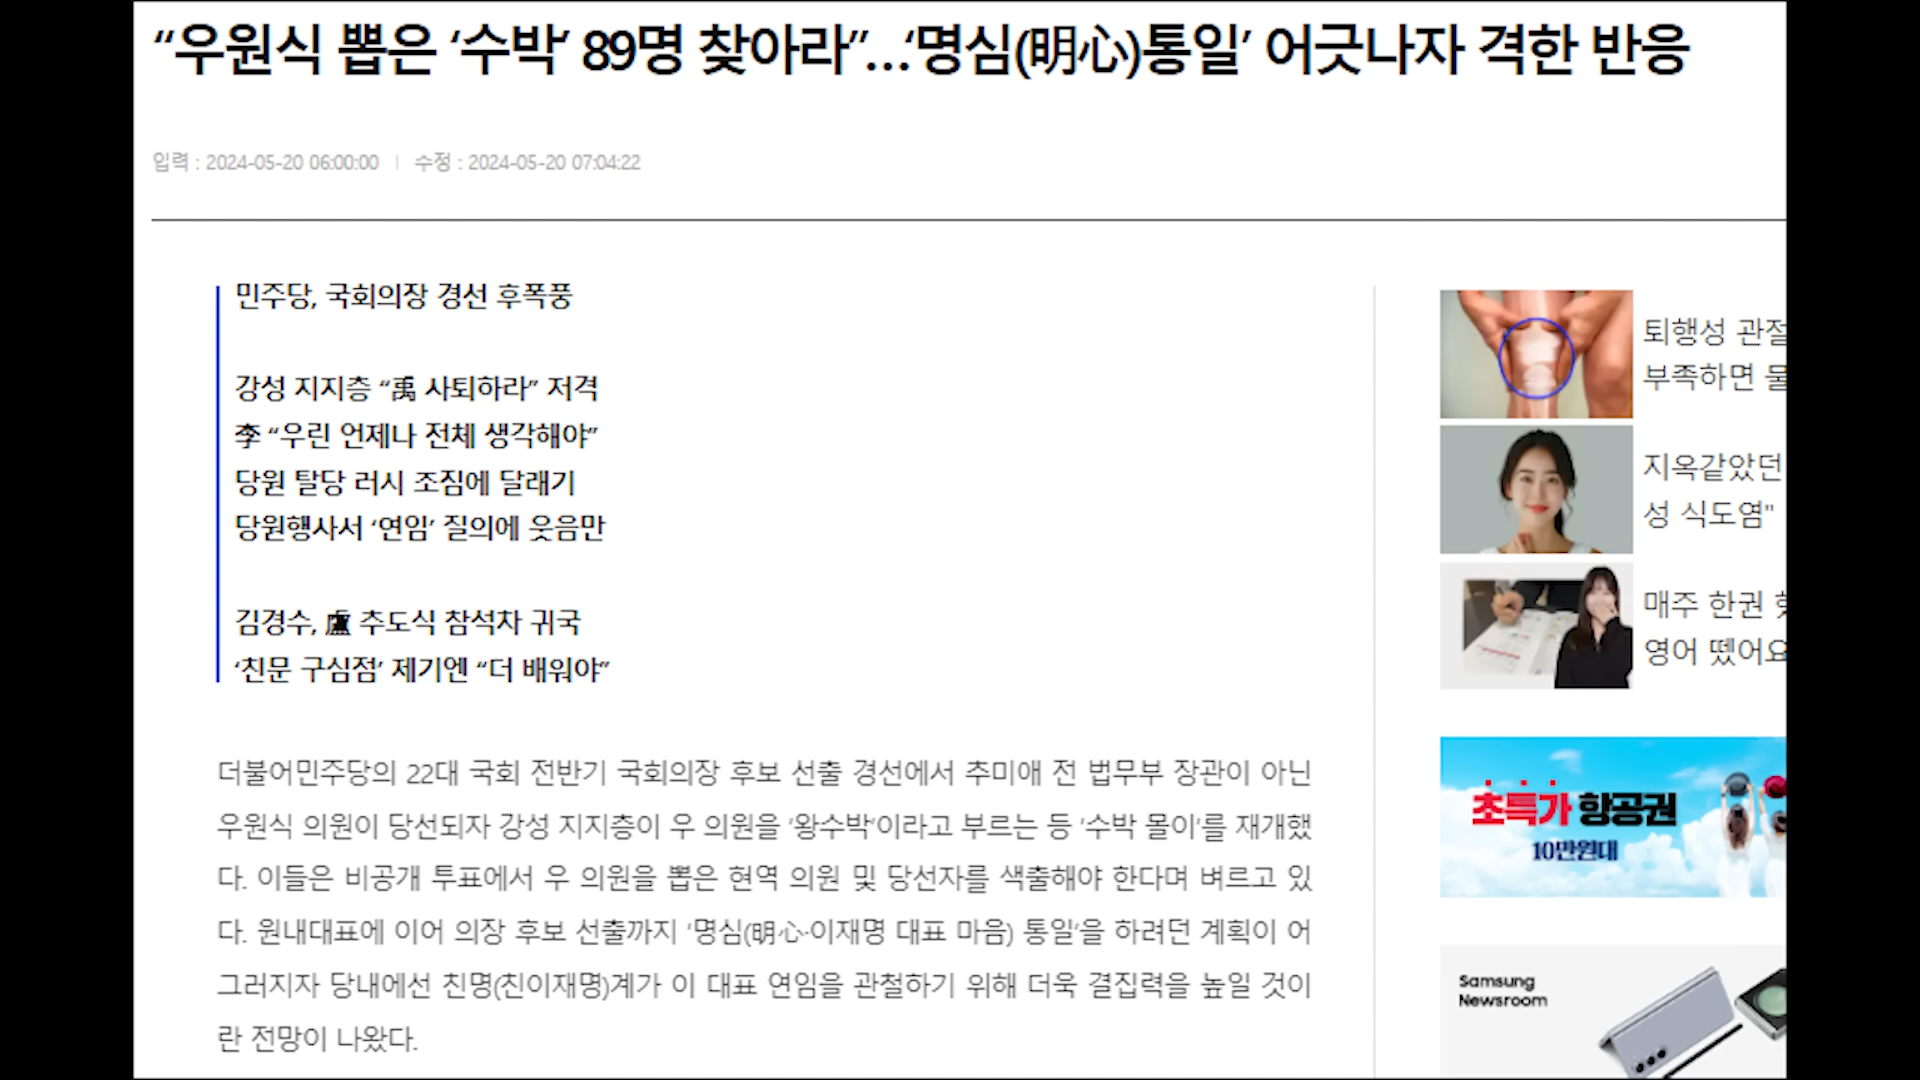 “우원식 뽑은 ‘수박’ 89명 찾아라”…‘명심(明心)통일’ 어긋나자 격한 반응
입력 : 2024-05-20 06:00:00 | 수정 : 2024-05-20 07:04:22
민주당, 국회의장 경선 후폭풍
강성 지지층 “禹 사퇴하라” 저격
李 “우린 언제나 전체 생각해야”
당원 탈당 러시 조짐에 달래기
당원행사서 ‘연임’ 질의에 웃음만
김경수, 盧 추도식 참석차 귀국
‘친문 구심점’ 제기엔 “더 배워야”
더불어민주당의 22대 국회 전반기 국회의장 후보 선출 경선에서 추미애 전 법무부 장관이 아닌
우원식 의원이 당선되자 강성 지지층이 우 의원을 ‘왕수박’이라고 부르는 등 ‘수박 몰이’를 재개했
다. 이들은 비공개 투표에서 우 의원을 뽑은 현역 의원 및 당선자를 색출해야 한다며 벼르고 있
다. 원내대표에 이어 의장 후보 선출까지 ‘명심(明心·이재명 대표 마음) 통일’을 하려던 계획이 어
그러지자 당내에선 친명(친이재명)계가 이 대표 연임을 관철하기 위해 더욱 결집력을 높일 것이
란 전망이 나왔다.
퇴행성 관절
부족하면 물
지옥같았던
성 식도염"
매주 한권
영어 뗐어요
초특가 항공권
10만원대
Samsung
Newsroom